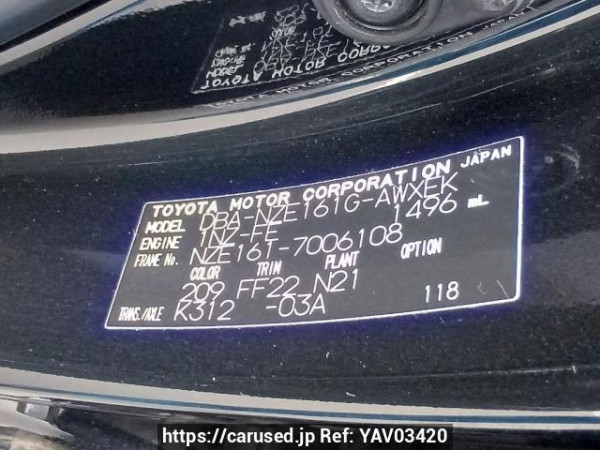 TOYOTA MOTOR CORPORATION JAPAN
MODEL DBA-NZE161G-AWXEK
ENGINE 1NZ-FE 1496 mL
FRAME No. NZE161-7006108
COLOR TRIM PLANT OPTION
209 FF22 N21
TRANS./AXLE K312 -03A 118
https://carused.jp Ref: YAV03420